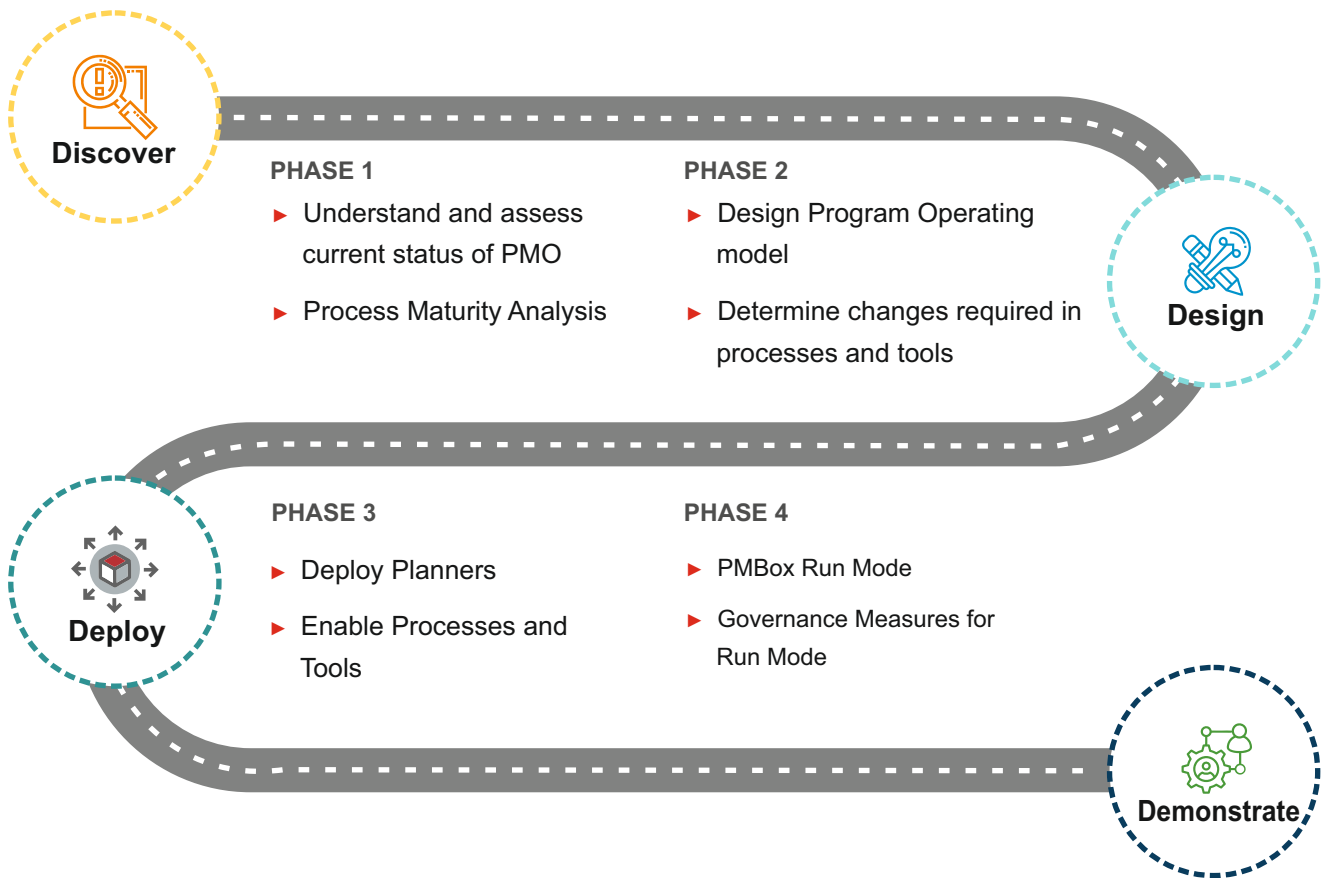 Discover
PHASE 1
► Understand and assess
current status of PMO
► Process Maturity Analysis
PHASE 2
► Design Program Operating
model
► Determine changes required in
processes and tools
Design
Deploy
PHASE 3
► Deploy Planners
► Enable Processes and
Tools
PHASE 4
► PMBox Run Mode
► Governance Measures for
Run Mode
Demonstrate